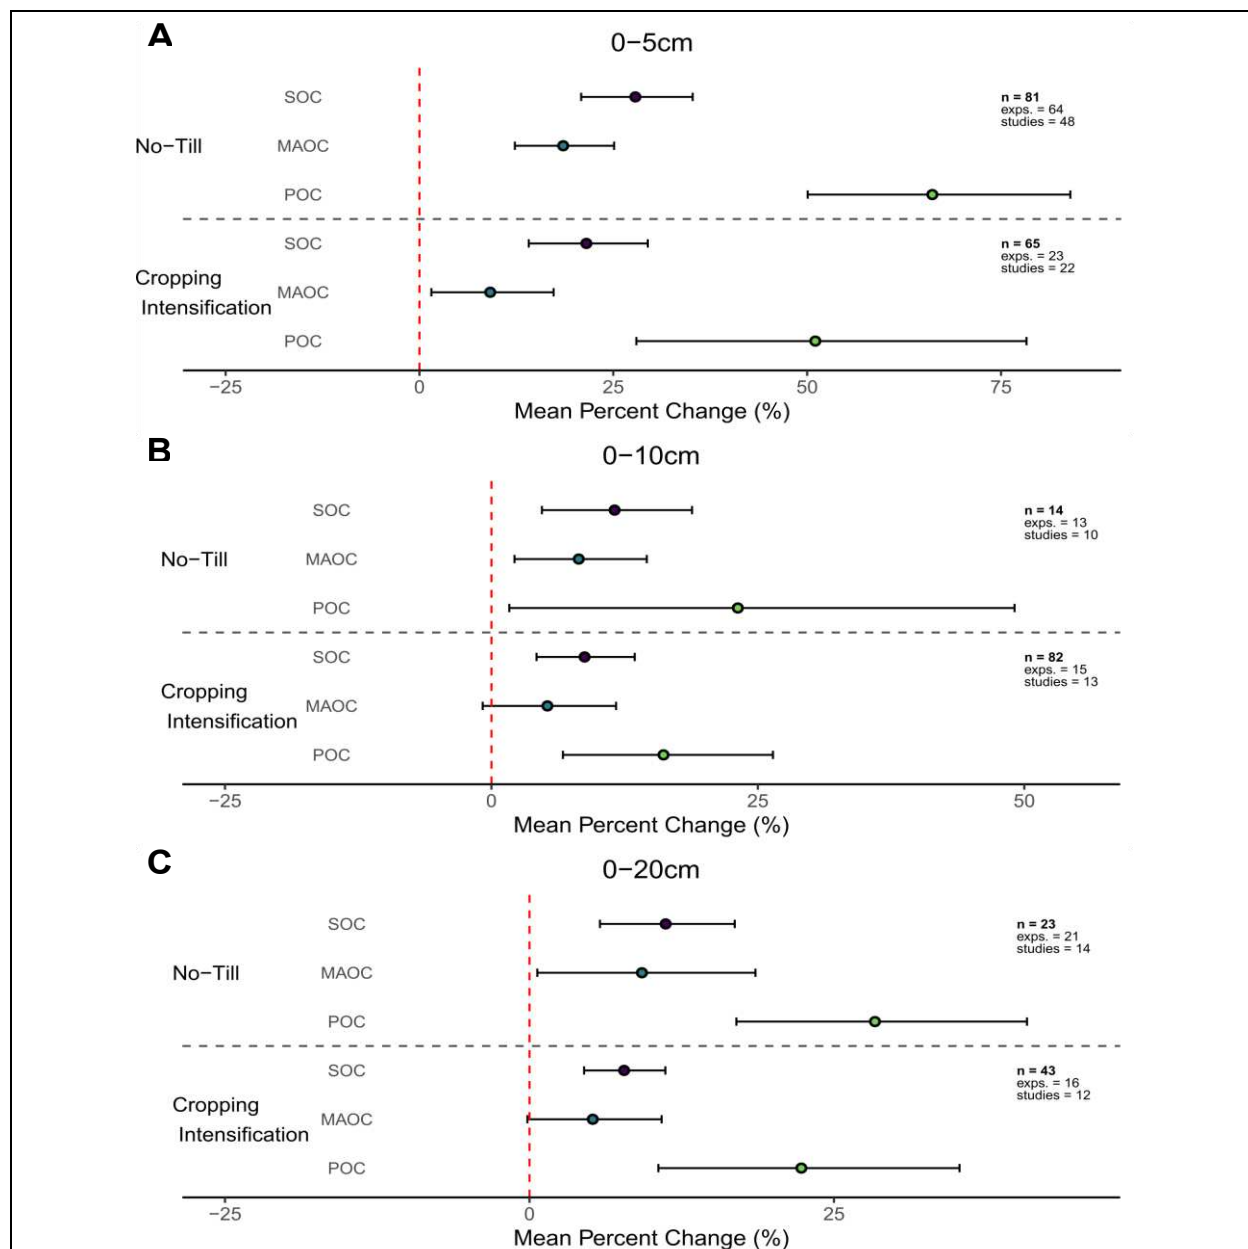 A
0−5cm
SOC
n = 81
exps. = 64
studies = 48
No−Till
MAOC
POC
SOC
n = 65
exps. = 23
studies = 22
Cropping
Intensification
MAOC
POC
−25
0
25
50
75
Mean Percent Change (%)
B
0−10cm
SOC
n = 14
exps. = 13
studies = 10
No−Till
MAOC
POC
SOC
n = 82
exps. = 15
studies = 13
Cropping
Intensification
MAOC
POC
−25
0
25
50
Mean Percent Change (%)
C
0−20cm
SOC
n = 23
exps. = 21
studies = 14
No−Till
MAOC
POC
SOC
n = 43
exps. = 16
studies = 12
Cropping
Intensification
MAOC
POC
−25
0
25
Mean Percent Change (%)